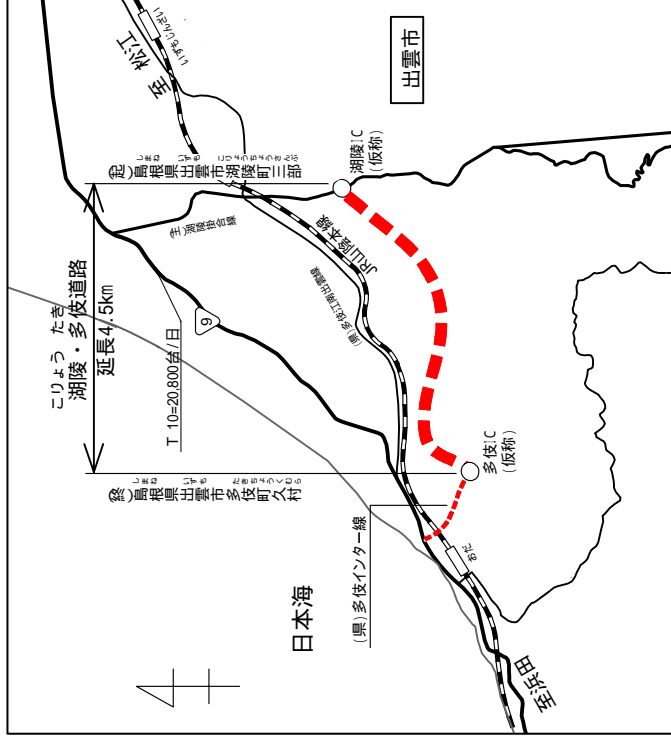 こりょう たき
湖陵・多伎道路
延長4.5km
しまね いずも こりょうちょうさんぶ
(起)島根県出雲市湖陵町三部
しまね いずも たきちょうくむら
(終)島根県出雲市多伎町久村
至 松江
いずもじんざい
(主)湖陵掛合線
9
T 10=20,800台/日
JR山陰本線
(県)多伎江南出雲線
湖陵IC
(仮称)
出雲市
多伎IC
(仮称)
(県)多伎インター線
おだ
日本海
至浜田